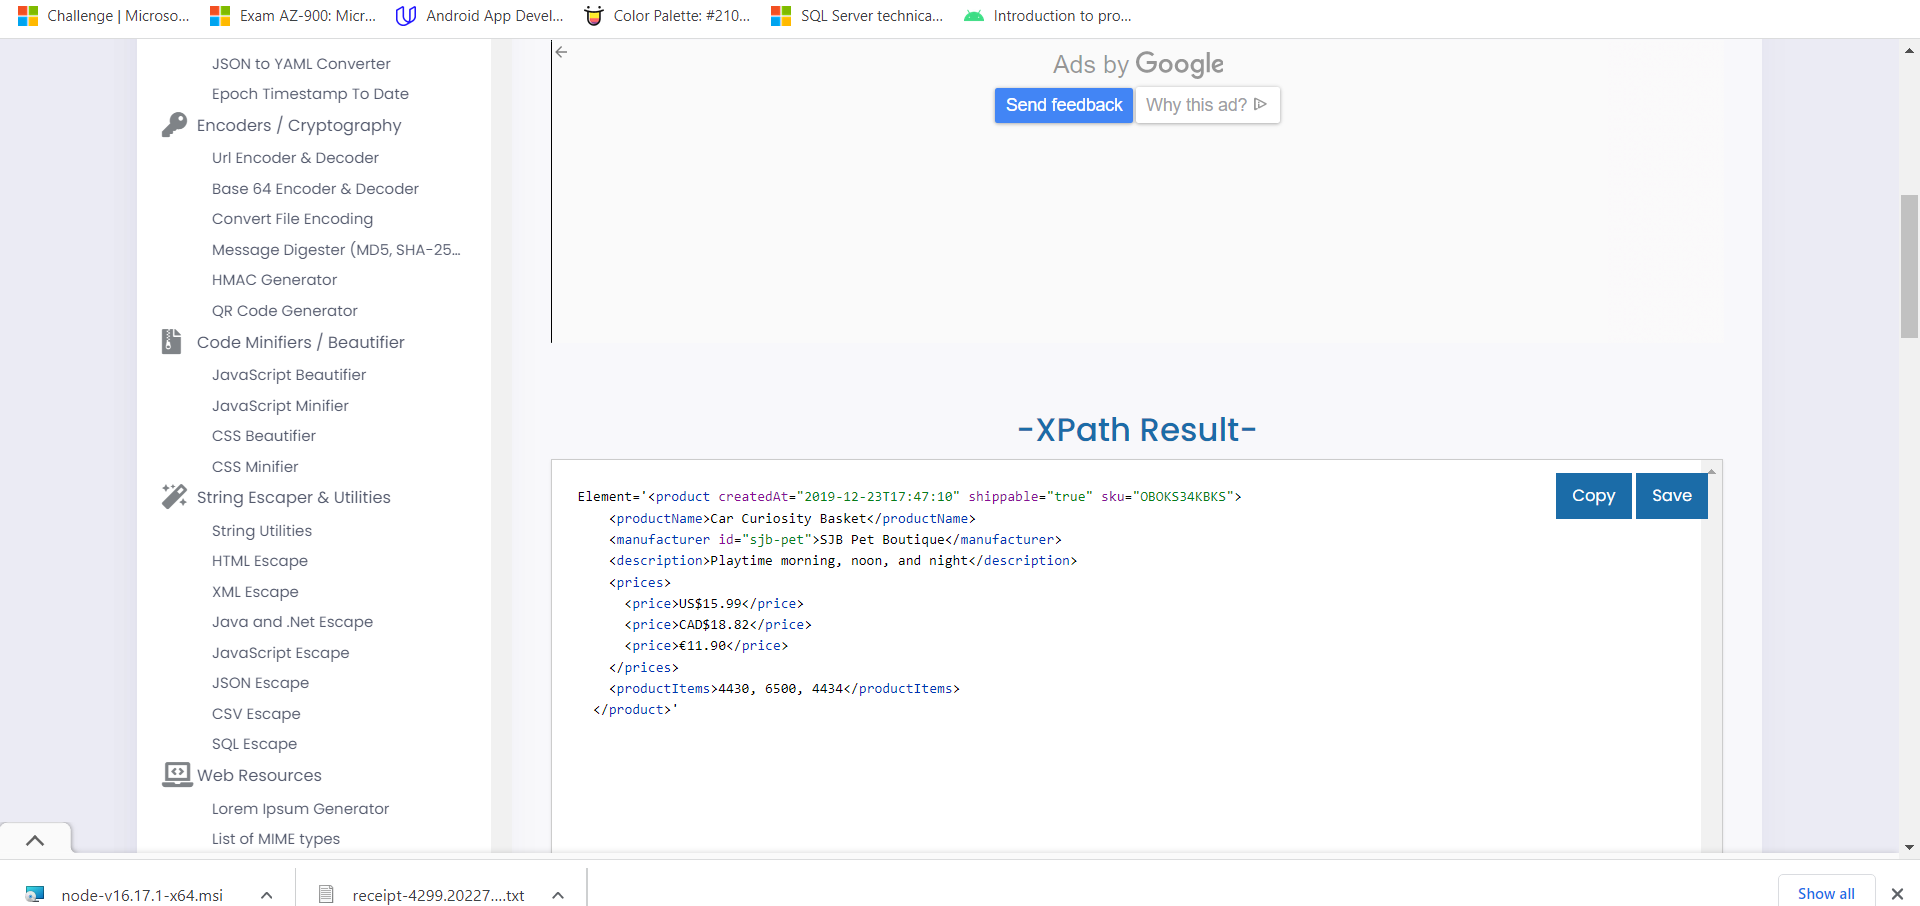 Challenge | Microso...
Exam AZ-900: Micr...
Android App Devel...
Color Palette: #210...
SQL Server technica...
Introduction to pro...
JSON to YAML Converter
Epoch Timestamp To Date
Encoders / Cryptography
Url Encoder & Decoder
Base 64 Encoder & Decoder
Convert File Encoding
Message Digester (MD5, SHA-25...
HMAC Generator
QR Code Generator
Code Minifiers / Beautifier
JavaScript Beautifier
JavaScript Minifier
CSS Beautifier
CSS Minifier
String Escaper & Utilities
String Utilities
HTML Escape
XML Escape
Java and .Net Escape
JavaScript Escape
JSON Escape
CSV Escape
SQL Escape
Web Resources
Lorem Ipsum Generator
List of MIME types
Ads by Google
Send feedback
Why this ad?
-XPath Result-
Copy
Save
Element='<product createdAt="2019-12-23T17:47:10" shippable="true" sku="OBOKS34KBKS">
<productName>Car Curiosity Basket</productName>
<manufacturer id="sjb-pet">SJB Pet Boutique</manufacturer>
<description>Playtime morning, noon, and night</description>
<prices>
<price>US$15.99</price>
<price>CAD$18.82</price>
<price>€11.90</price>
</prices>
<productItems>4430, 6500, 4434</productItems>
</product>'
node-v16.17.1-x64.msi
receipt-4299.20227....txt
Show all